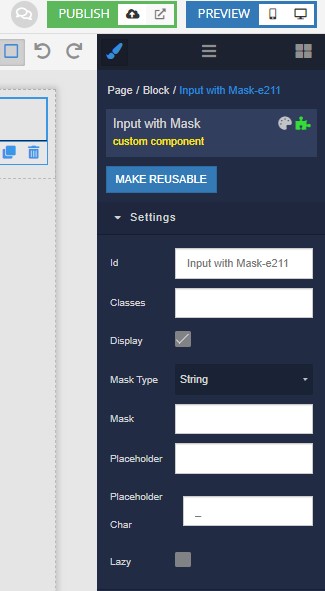 PUBLISH
PREVIEW
Page / Block / Input with Mask-e211
Input with Mask
custom component
MAKE REUSABLE
Settings
Id
Input with Mask-e211
Classes
Display
Mask Type
String
Mask
Placeholder
Placeholder
Char
_
Lazy